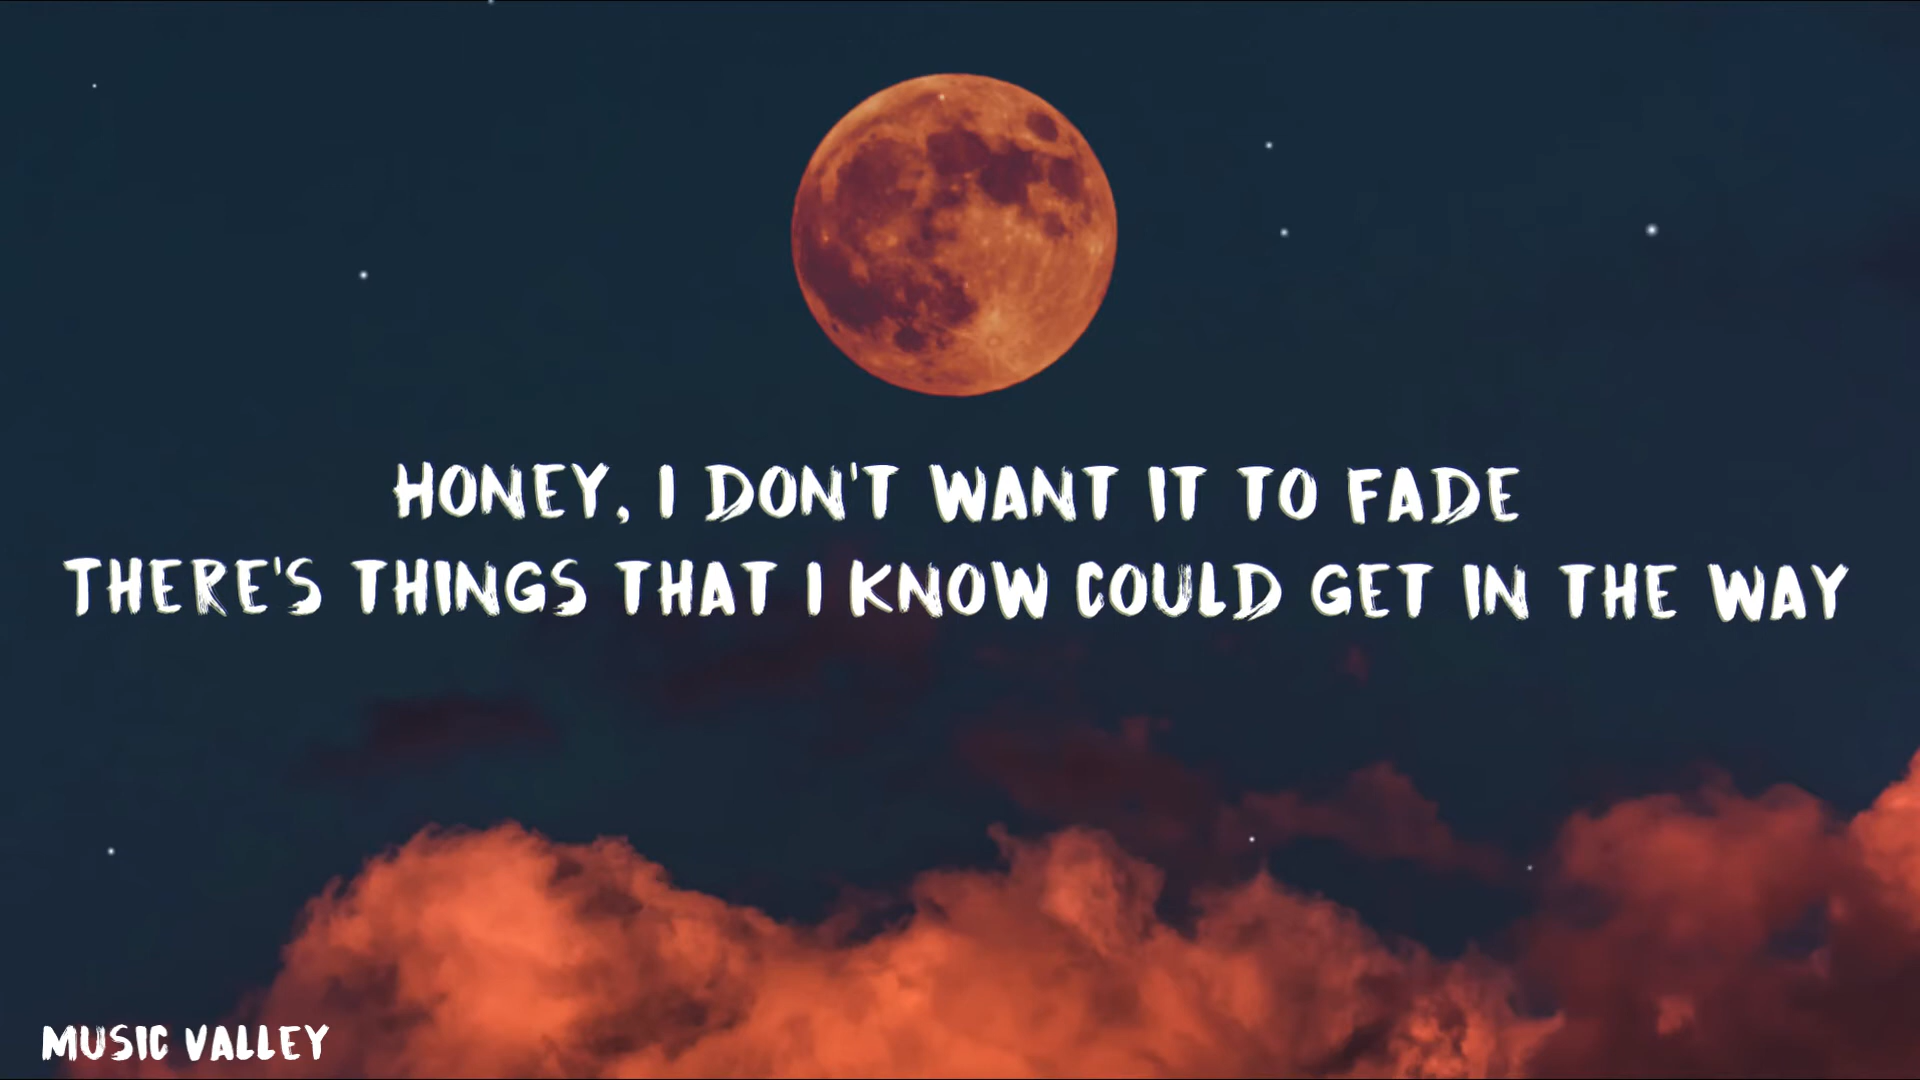 HONEY, I DON'T WANT IT TO FADE
THERE'S THINGS THAT I KNOW COULD GET IN THE WAY
MUSIC VALLEY